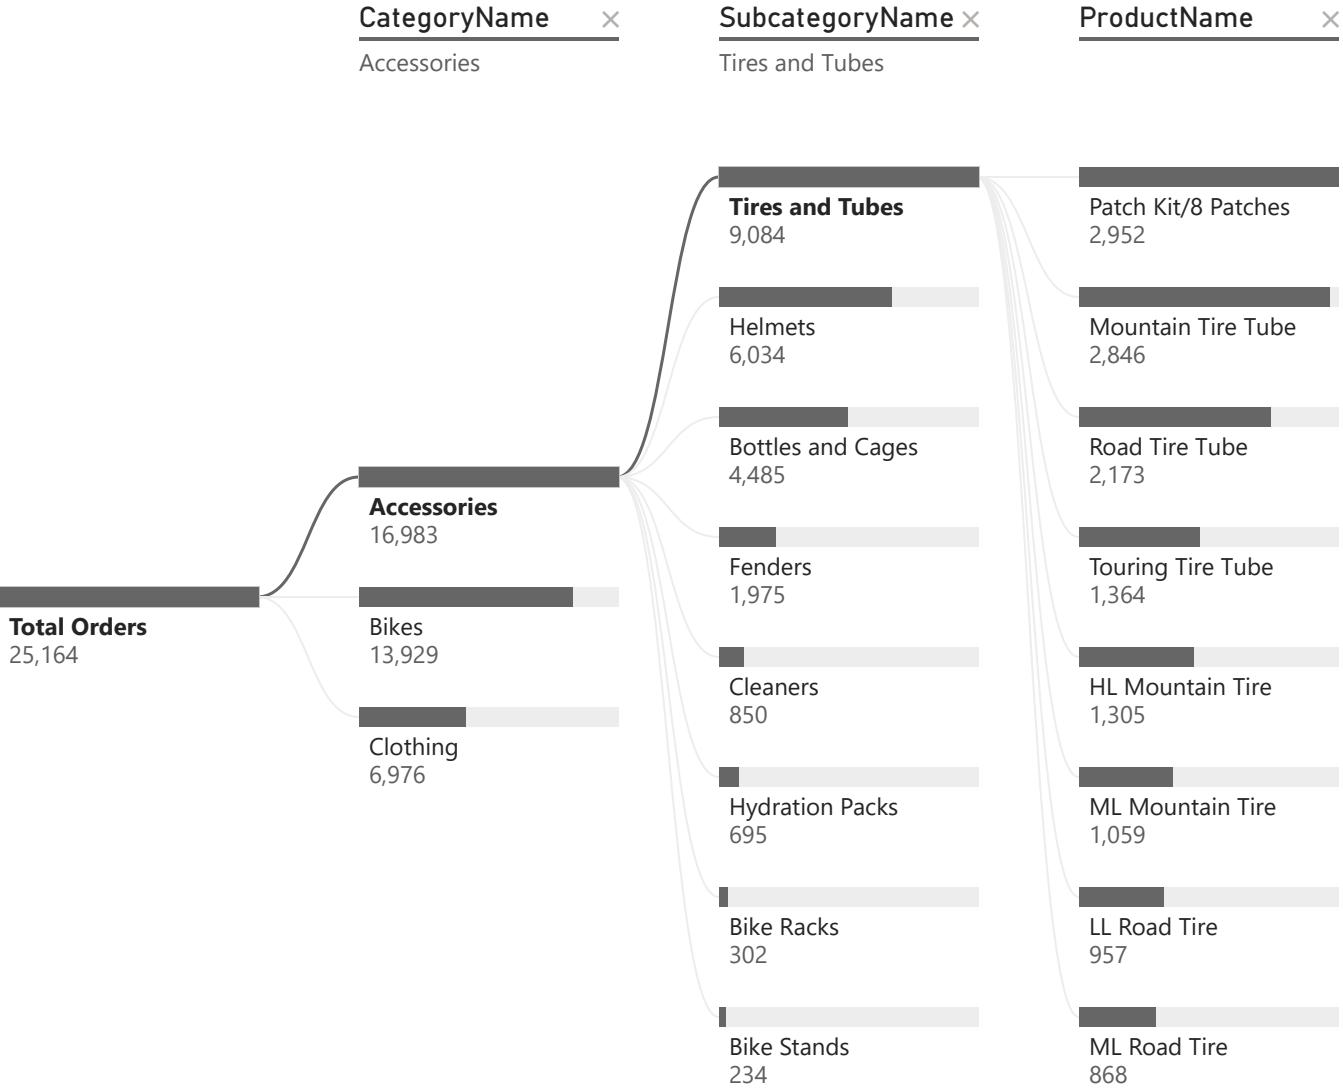 CategoryName
SubcategoryName
ProductName
Accessories
Tires and Tubes
Total Orders
25,164
Accessories
16,983
Bikes
13,929
Clothing
6,976
Tires and Tubes
9,084
Helmets
6,034
Bottles and Cages
4,485
Fenders
1,975
Cleaners
850
Hydration Packs
695
Bike Racks
302
Bike Stands
234
Patch Kit/8 Patches
2,952
Mountain Tire Tube
2,846
Road Tire Tube
2,173
Touring Tire Tube
1,364
HL Mountain Tire
1,305
ML Mountain Tire
1,059
LL Road Tire
957
ML Road Tire
868